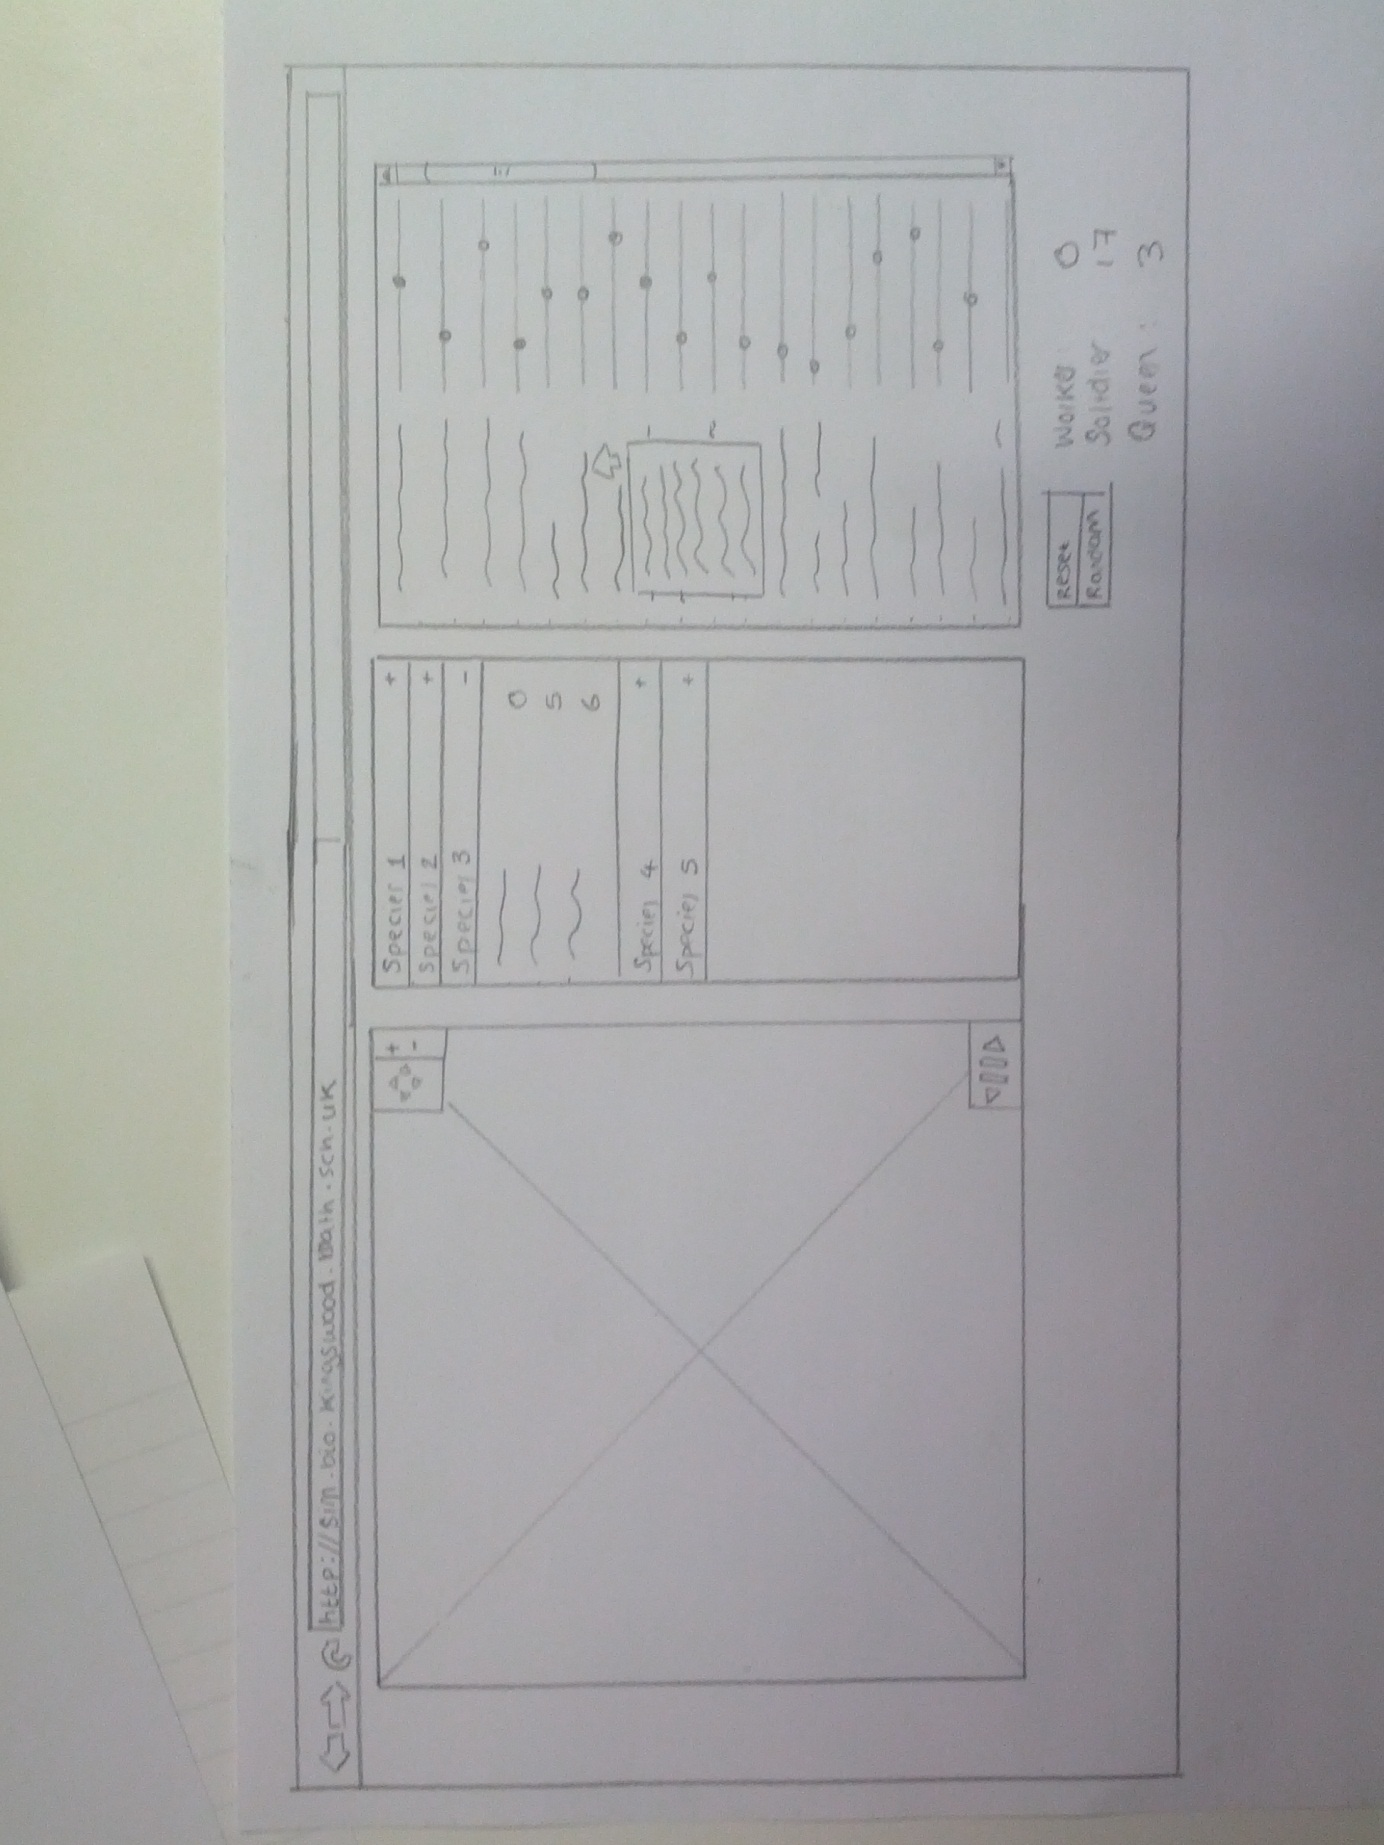 http://sim.bio.kingswood.bath.sch.uk
+
-
Species 1 +
Species 2 +
Species 3 -
0
5
6
Species 4 +
Species 5 +
Reset
Random
Worker: 0
Soldier 17
Queen: 3